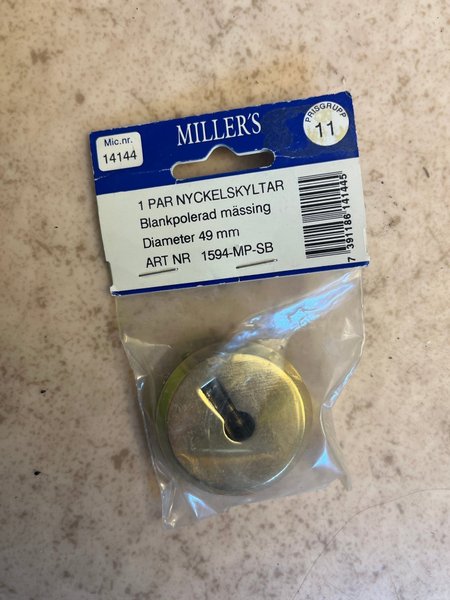 MILLER'S
PRISGRUPP
11
Mic.nr.
14144
1 PAR NYCKELSKYLTAR
Blankpolerad mässing
Diameter 49 mm
ART NR 1594-MP-SB
7 391186 141445